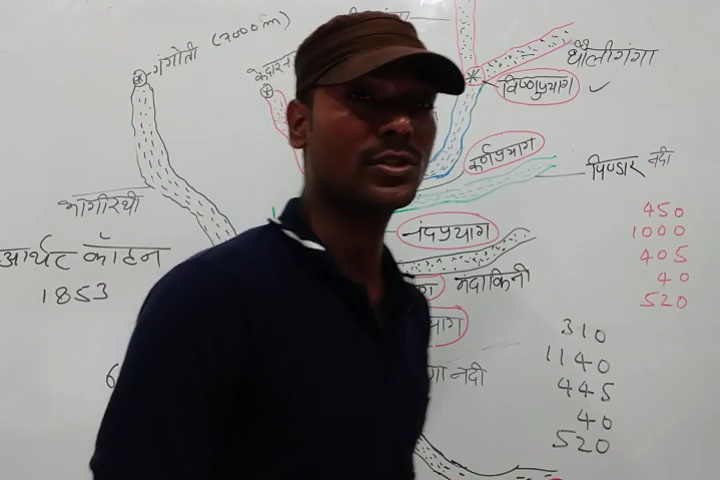 गंगोत्री (7000m)
धौलीगंगा
विष्णुप्रयाग
कर्णप्रयाग
पिण्डार नदी
भागीरथी
नंदप्रयाग
आर्थर कॉटन
1853
मंदाकिनी
450
1000
405
40
520
310
1140
445
40
520